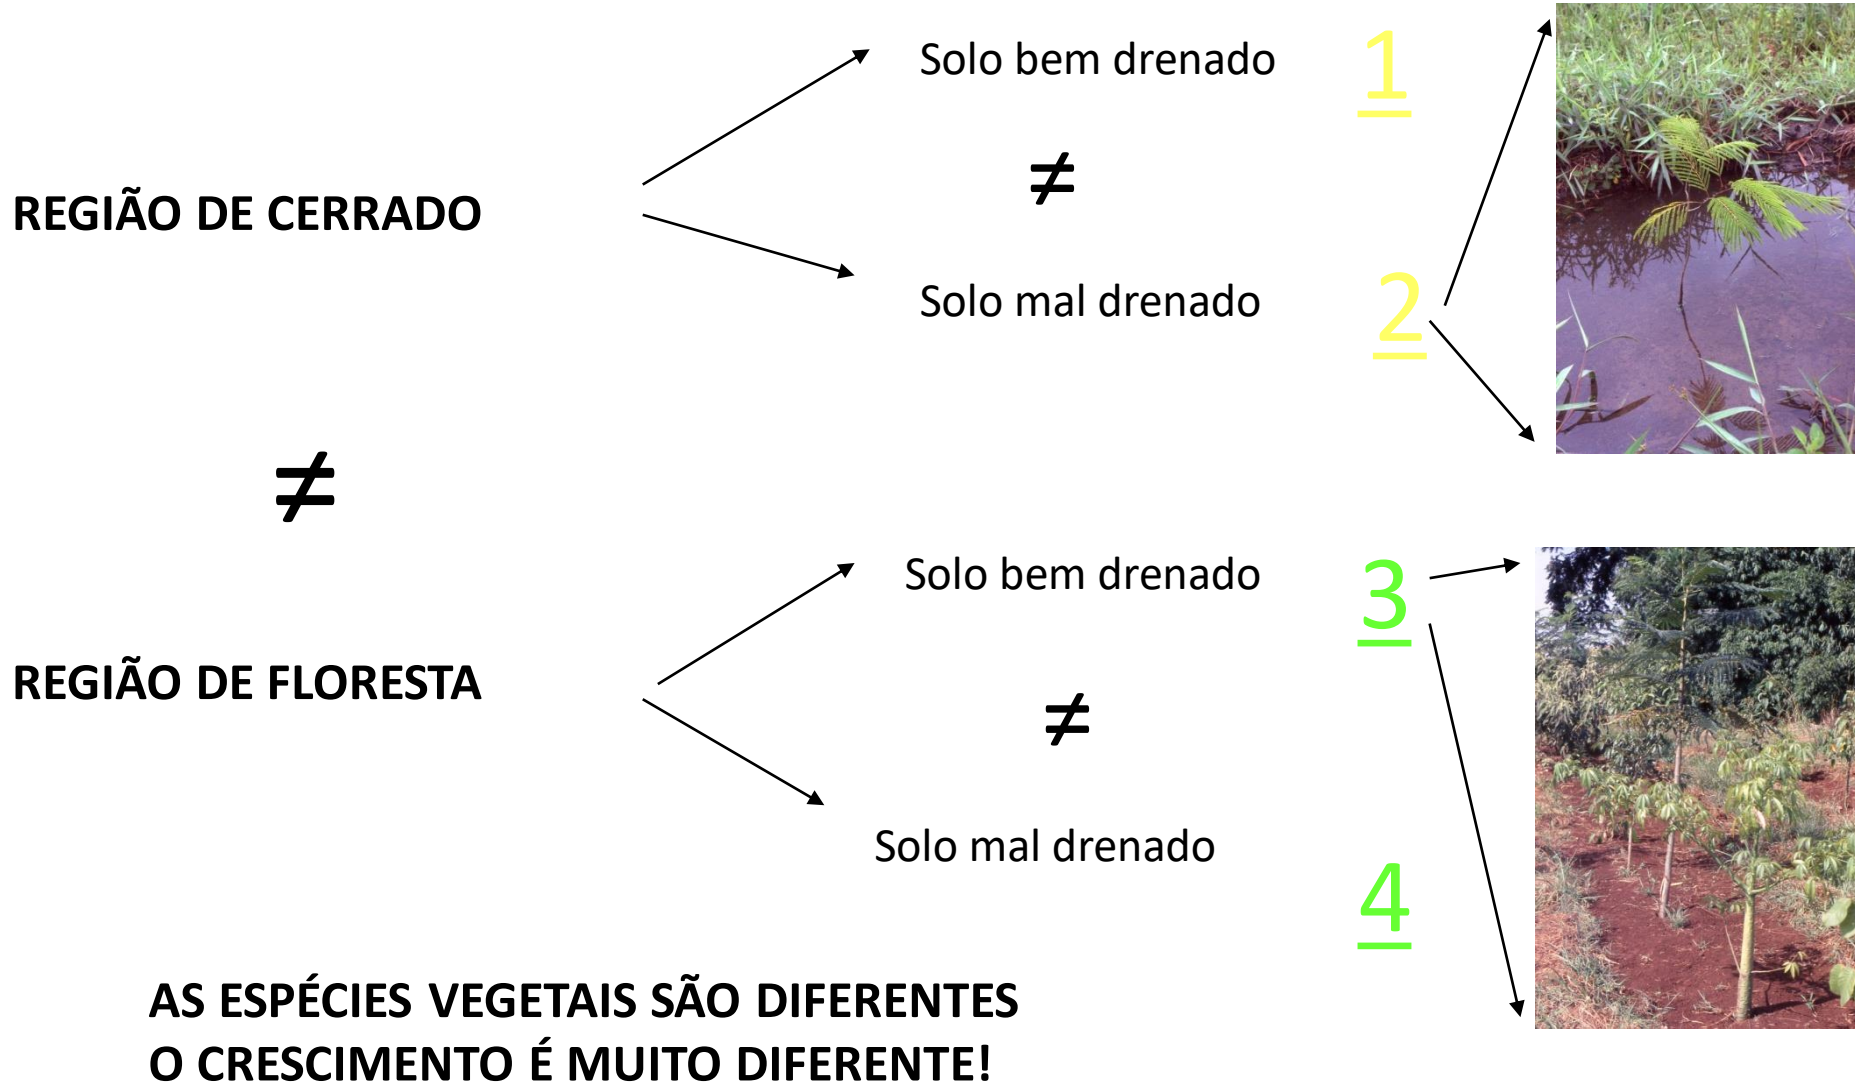 Solo bem drenado 1
≠
REGIÃO DE CERRADO
Solo mal drenado 2
≠
Solo bem drenado 3
REGIÃO DE FLORESTA
≠
Solo mal drenado
4
AS ESPÉCIES VEGETAIS SÃO DIFERENTES
O CRESCIMENTO É MUITO DIFERENTE!